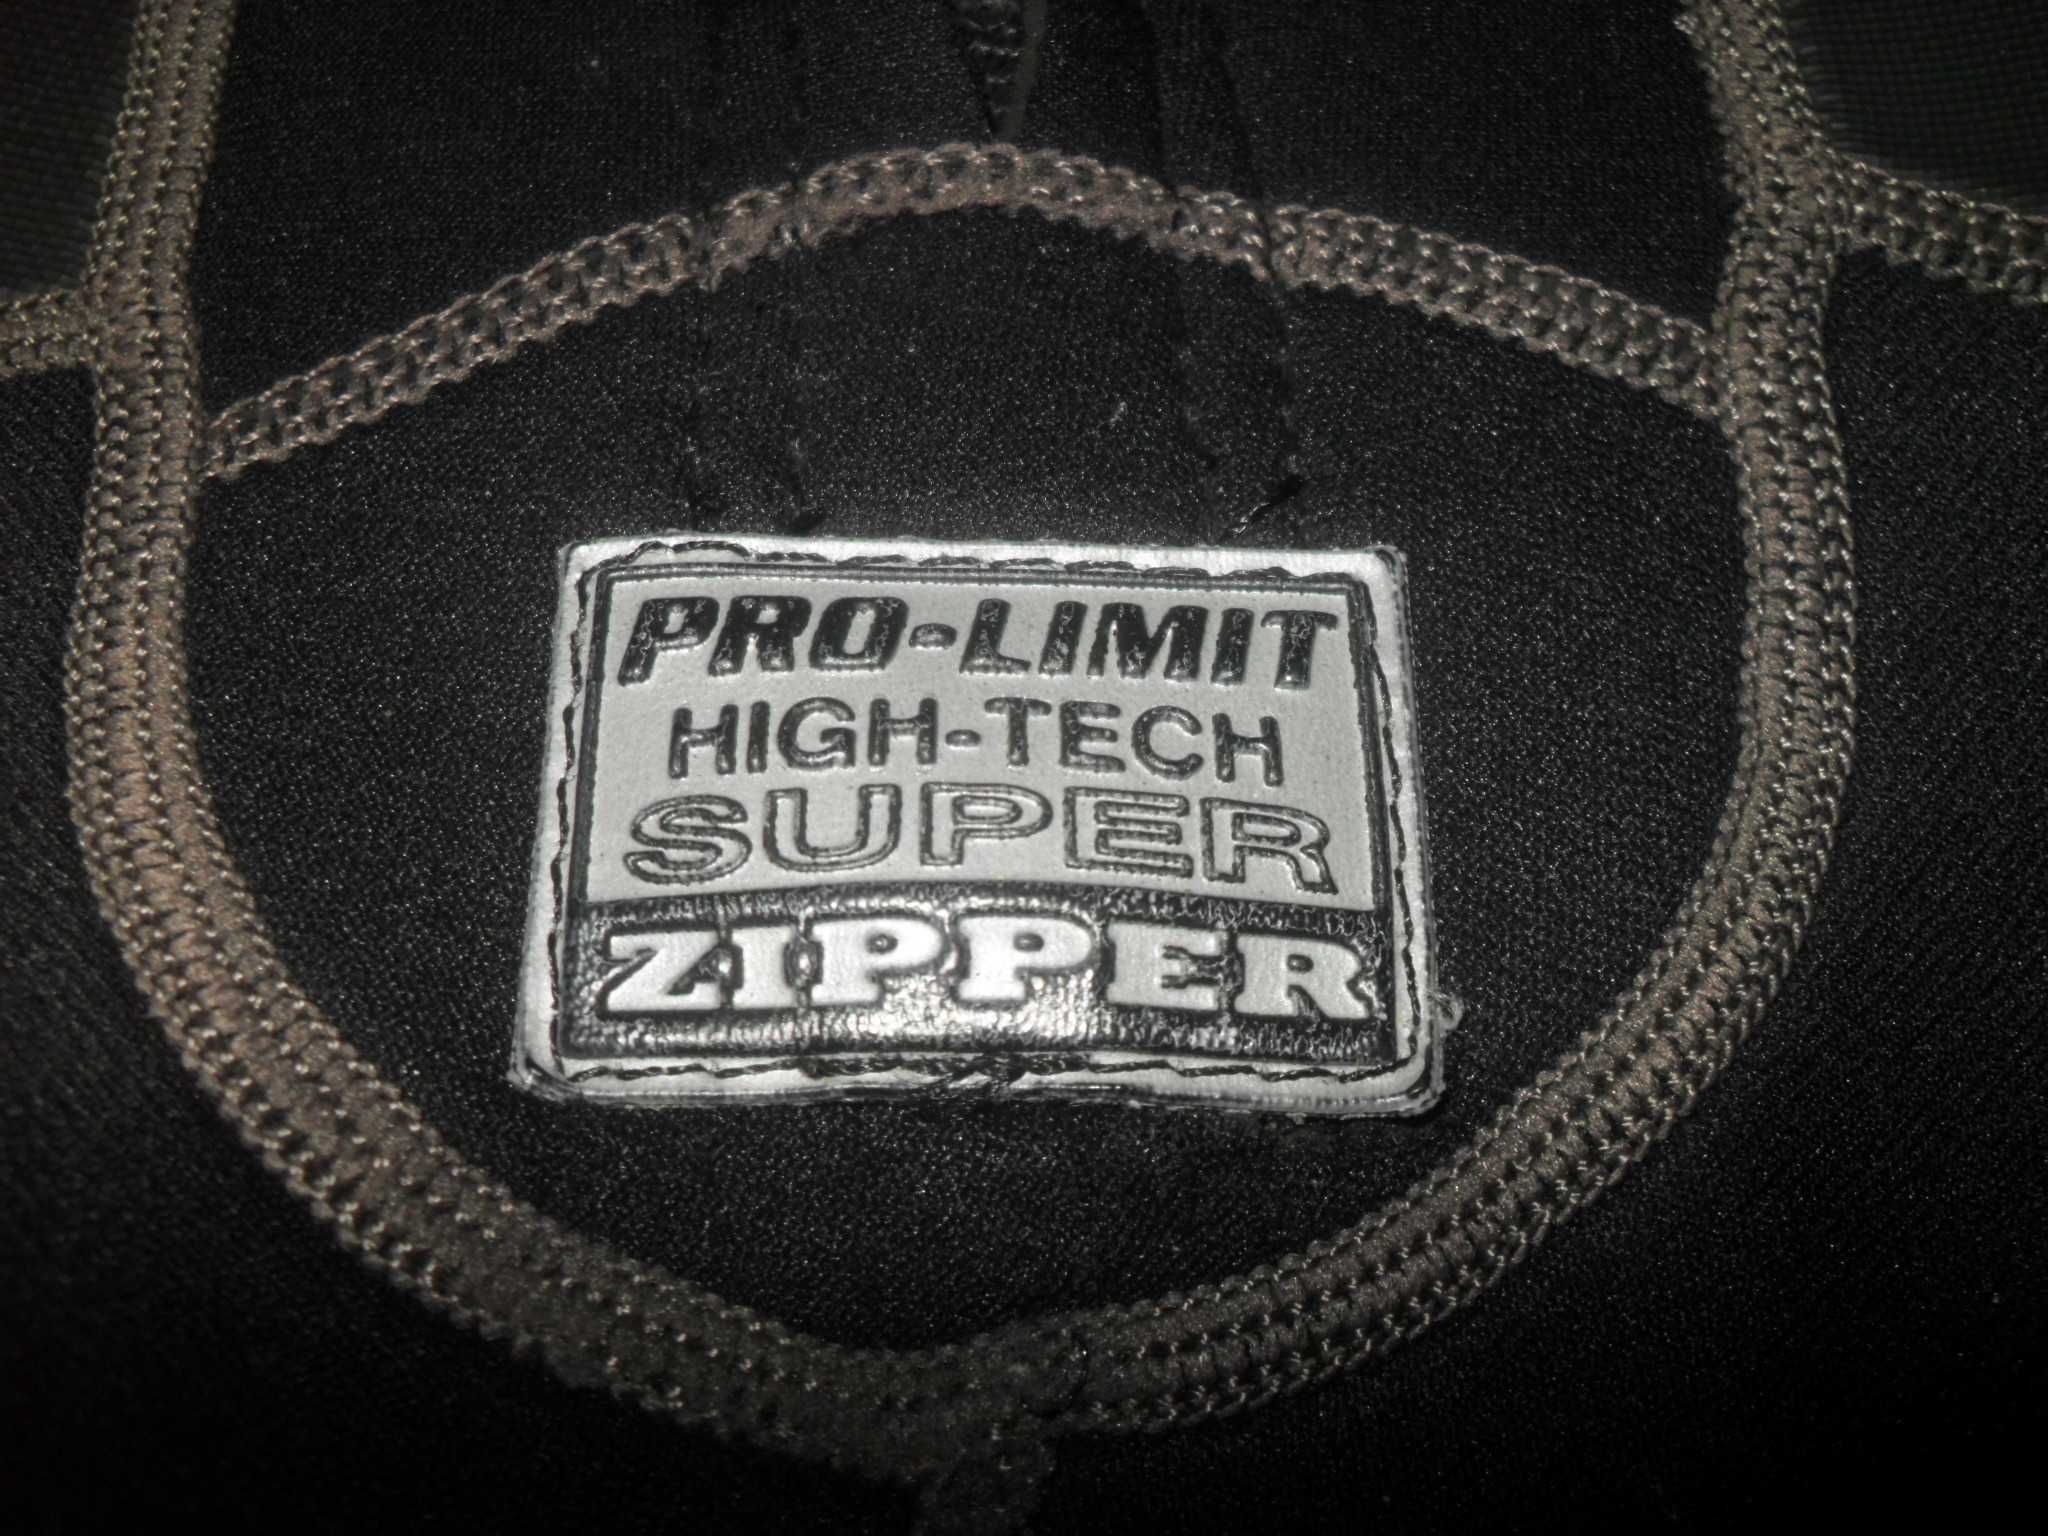 PRO-LIMIT
HIGH-TECH
SUPER
ZIPPER